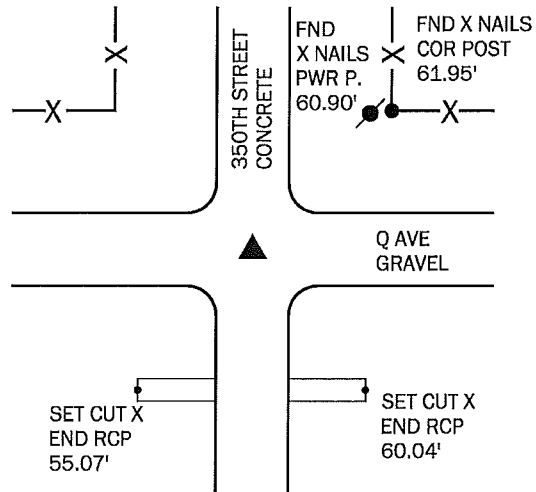 350TH STREET
CONCRETE
FND
X NAILS
PWR P.
60.90'
FND X NAILS
COR POST
61.95'
X
X
X
X
Q AVE
GRAVEL
SET CUT X
END RCP
55.07'
SET CUT X
END RCP
60.04'